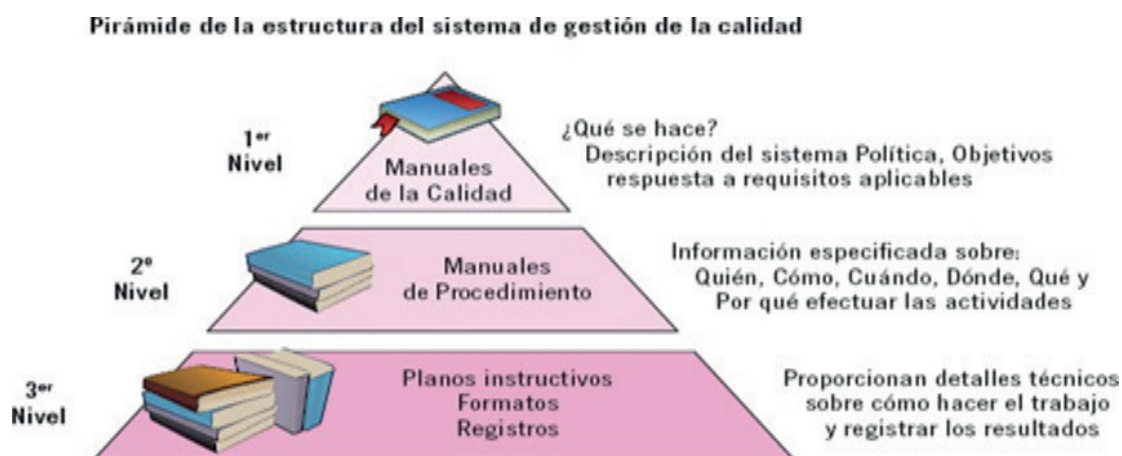 Pirámide de la estructura del sistema de gestión de la calidad
1er
Nivel
Manuales
de la Calidad
¿Qué se hace?
Descripción del sistema Política, Objetivos
respuesta a requisitos aplicables
2º
Nivel
Manuales
de Procedimiento
Información especificada sobre:
Quién, Cómo, Cuándo, Dónde, Qué y
Por qué efectuar las actividades
3er
Nivel
Planos instructivos
Formatos
Registros
Proporcionan detalles técnicos
sobre cómo hacer el trabajo
y registrar los resultados